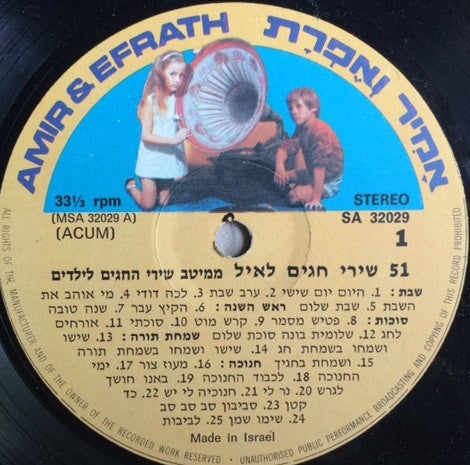 AMIR & EFRATH אמיר ואפרת
33⅓ rpm
(MSA 32029 A)
(ACUM)
STEREO
SA 32029
1
51 שירי חגים לאיל ממיטב שירי החגים לילדים
שבת: 1. היום יום שישי 2. ערב שבת 3. לכה דודי 4. מי אוהב את
השבת 5. שבת שלום ראש השנה: 6. הקיץ עבר 7. שנה טובה
סוכות: 8. פטיש מסמר 9. קרש מוט 10. סוכתי 11. אורחים
לחג 12. שלומית בונה סוכת שלום שמחת תורה: 13. שישו
ושמחו בשמחת חג 14. שישו ושמחו בשמחת תורה
15. ושמחת בחגיך חנוכה: 16. מעוז צור 17. ימי
החנוכה 18. לכבוד החנוכה 19. באנו חושך
לגרש 20. נר לי 21. חנוכיה לי יש 22. כד
קטן 23. סביבון סב סב סב
24. שימו שמן 25. לביבות
Made in Israel
ALL RIGHTS OF THE MANUFACTURER AND OF THE OWNER OF THE RECORDED WORK RESERVED • UNAUTHORISED PUBLIC PERFORMANCE BROADCASTING AND COPYING OF THIS RECORD PROHIBITED